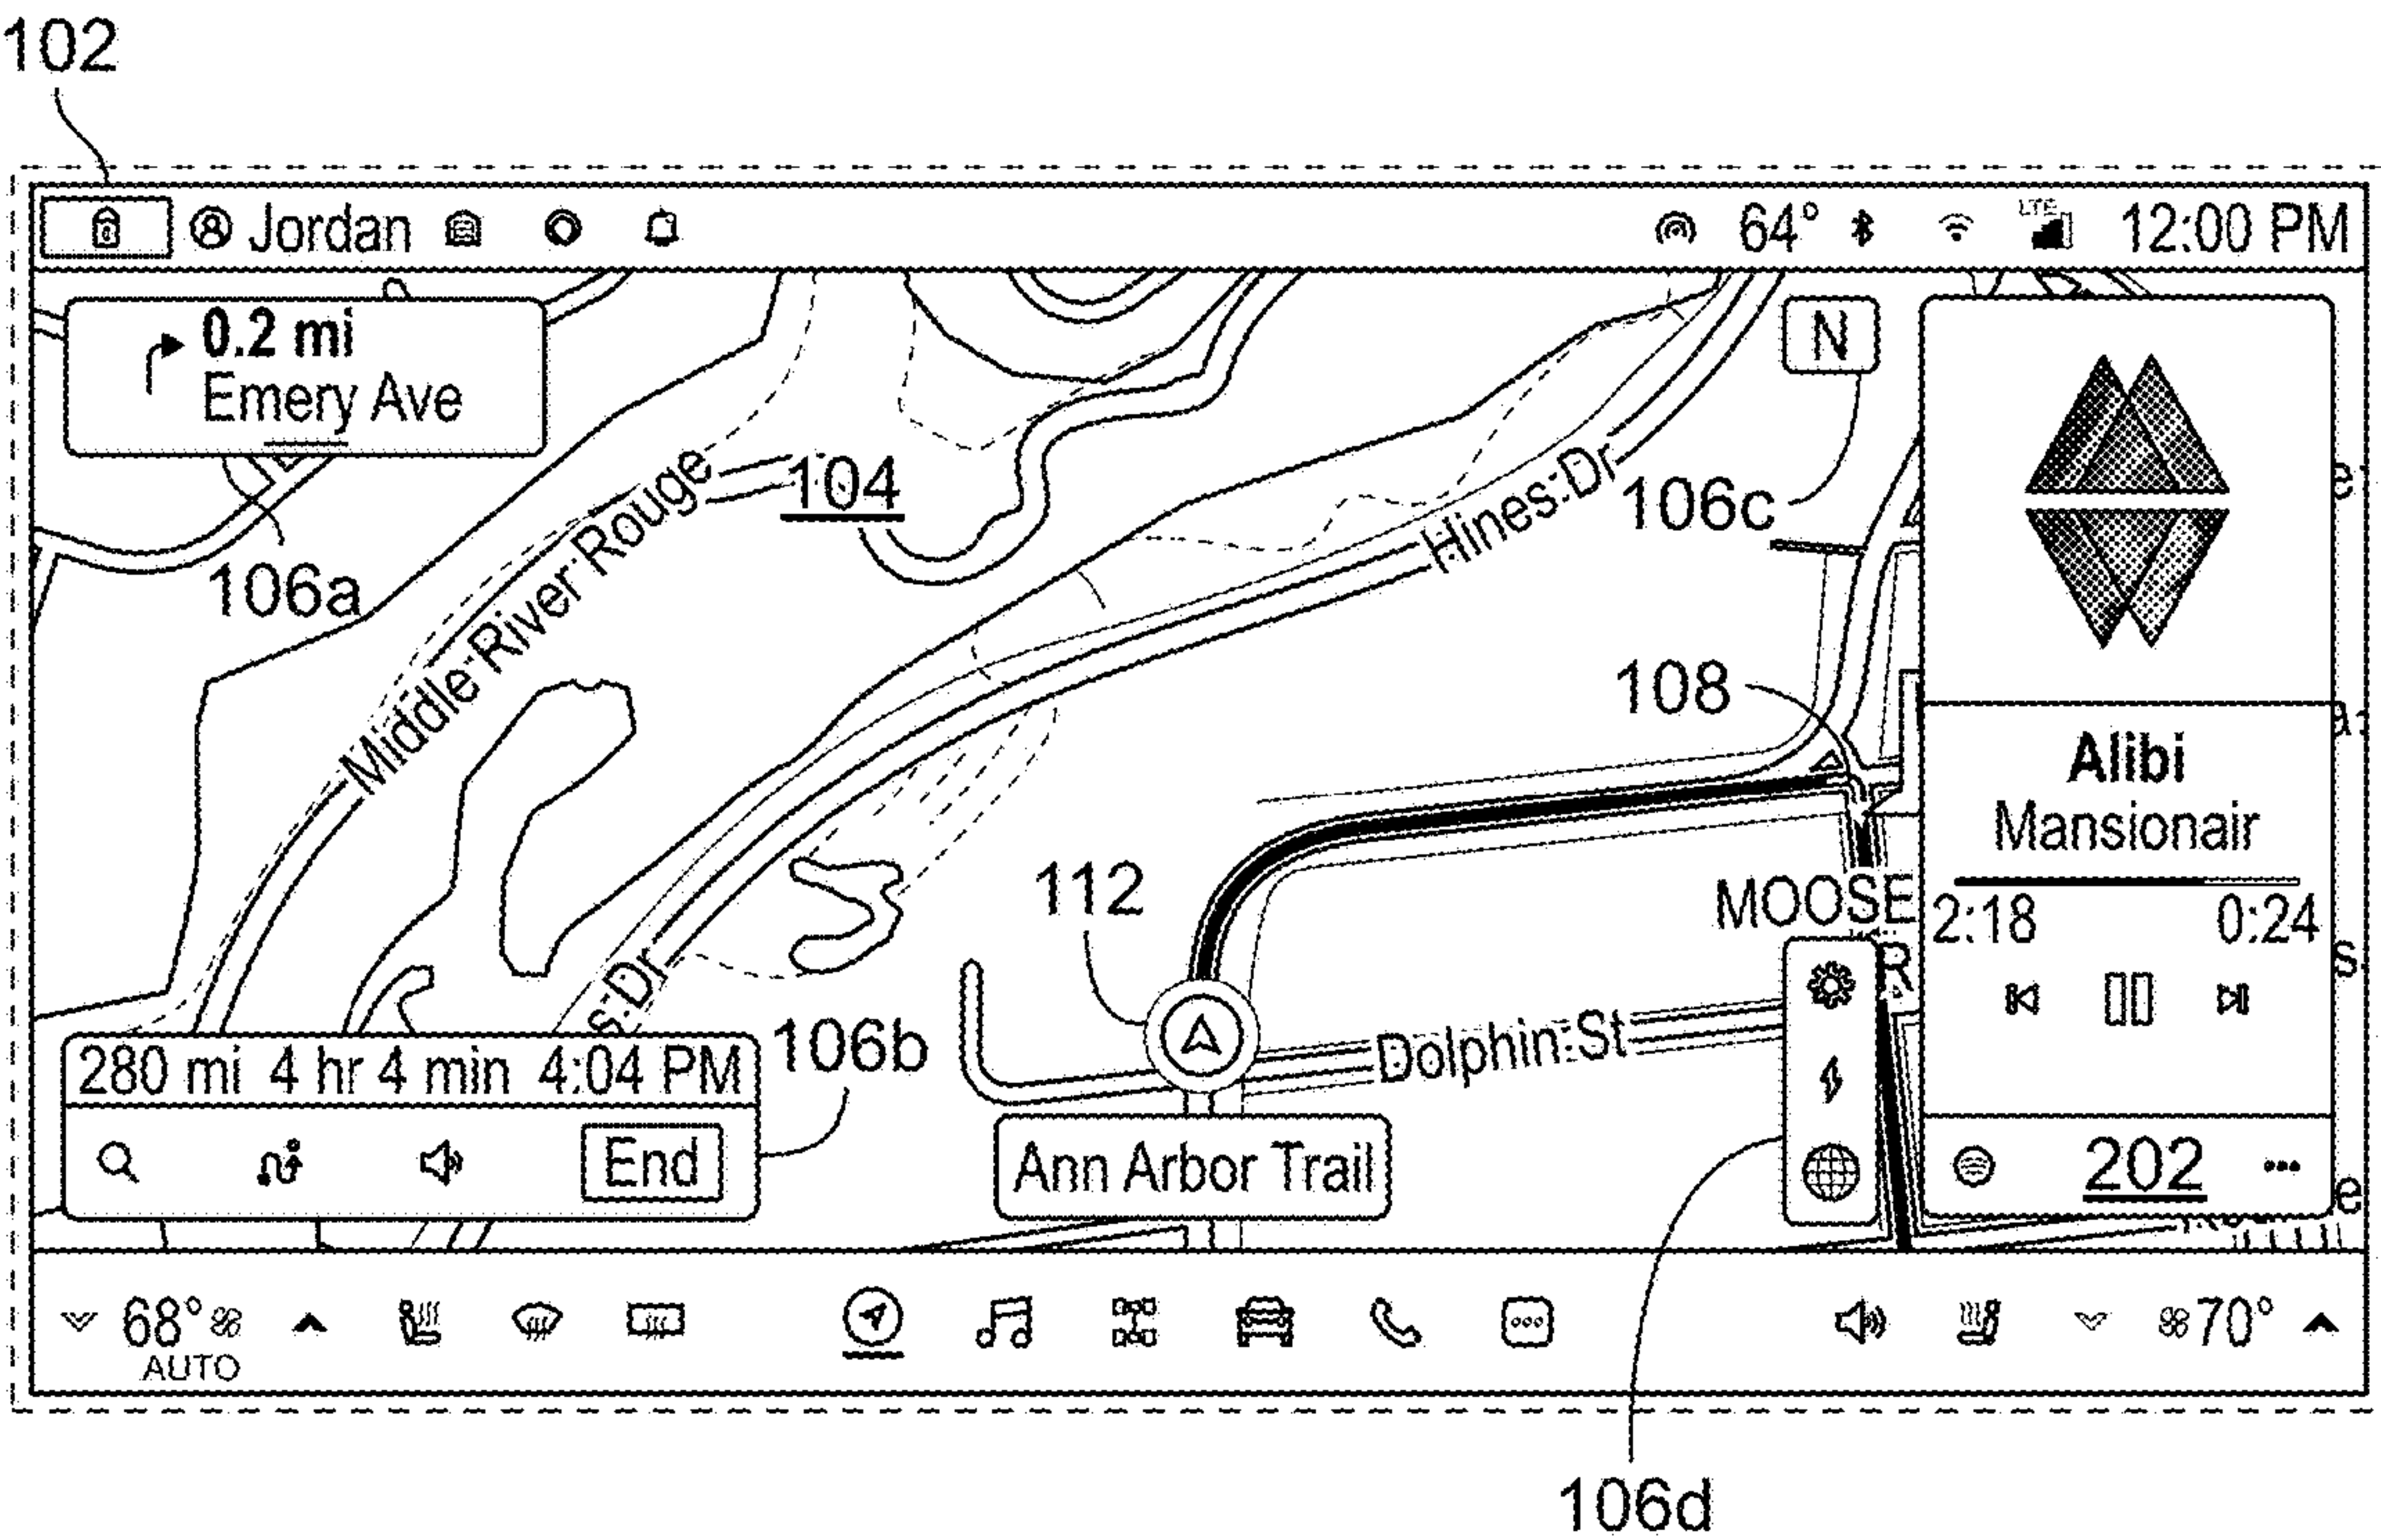 102
Jordan
64°
LTE
12:00 PM
0.2 mi
Emery Ave
N
104
Middle River Rouge
Hines Dr
106c
106a
108
Alibi
Mansionair
2:18
0:24
112
MOOSE
R
s Dr
106b
280 mi 4 hr 4 min 4:04 PM
End
Dolphin St
Ann Arbor Trail
202
e
s
e
68°
AUTO
70°
106d